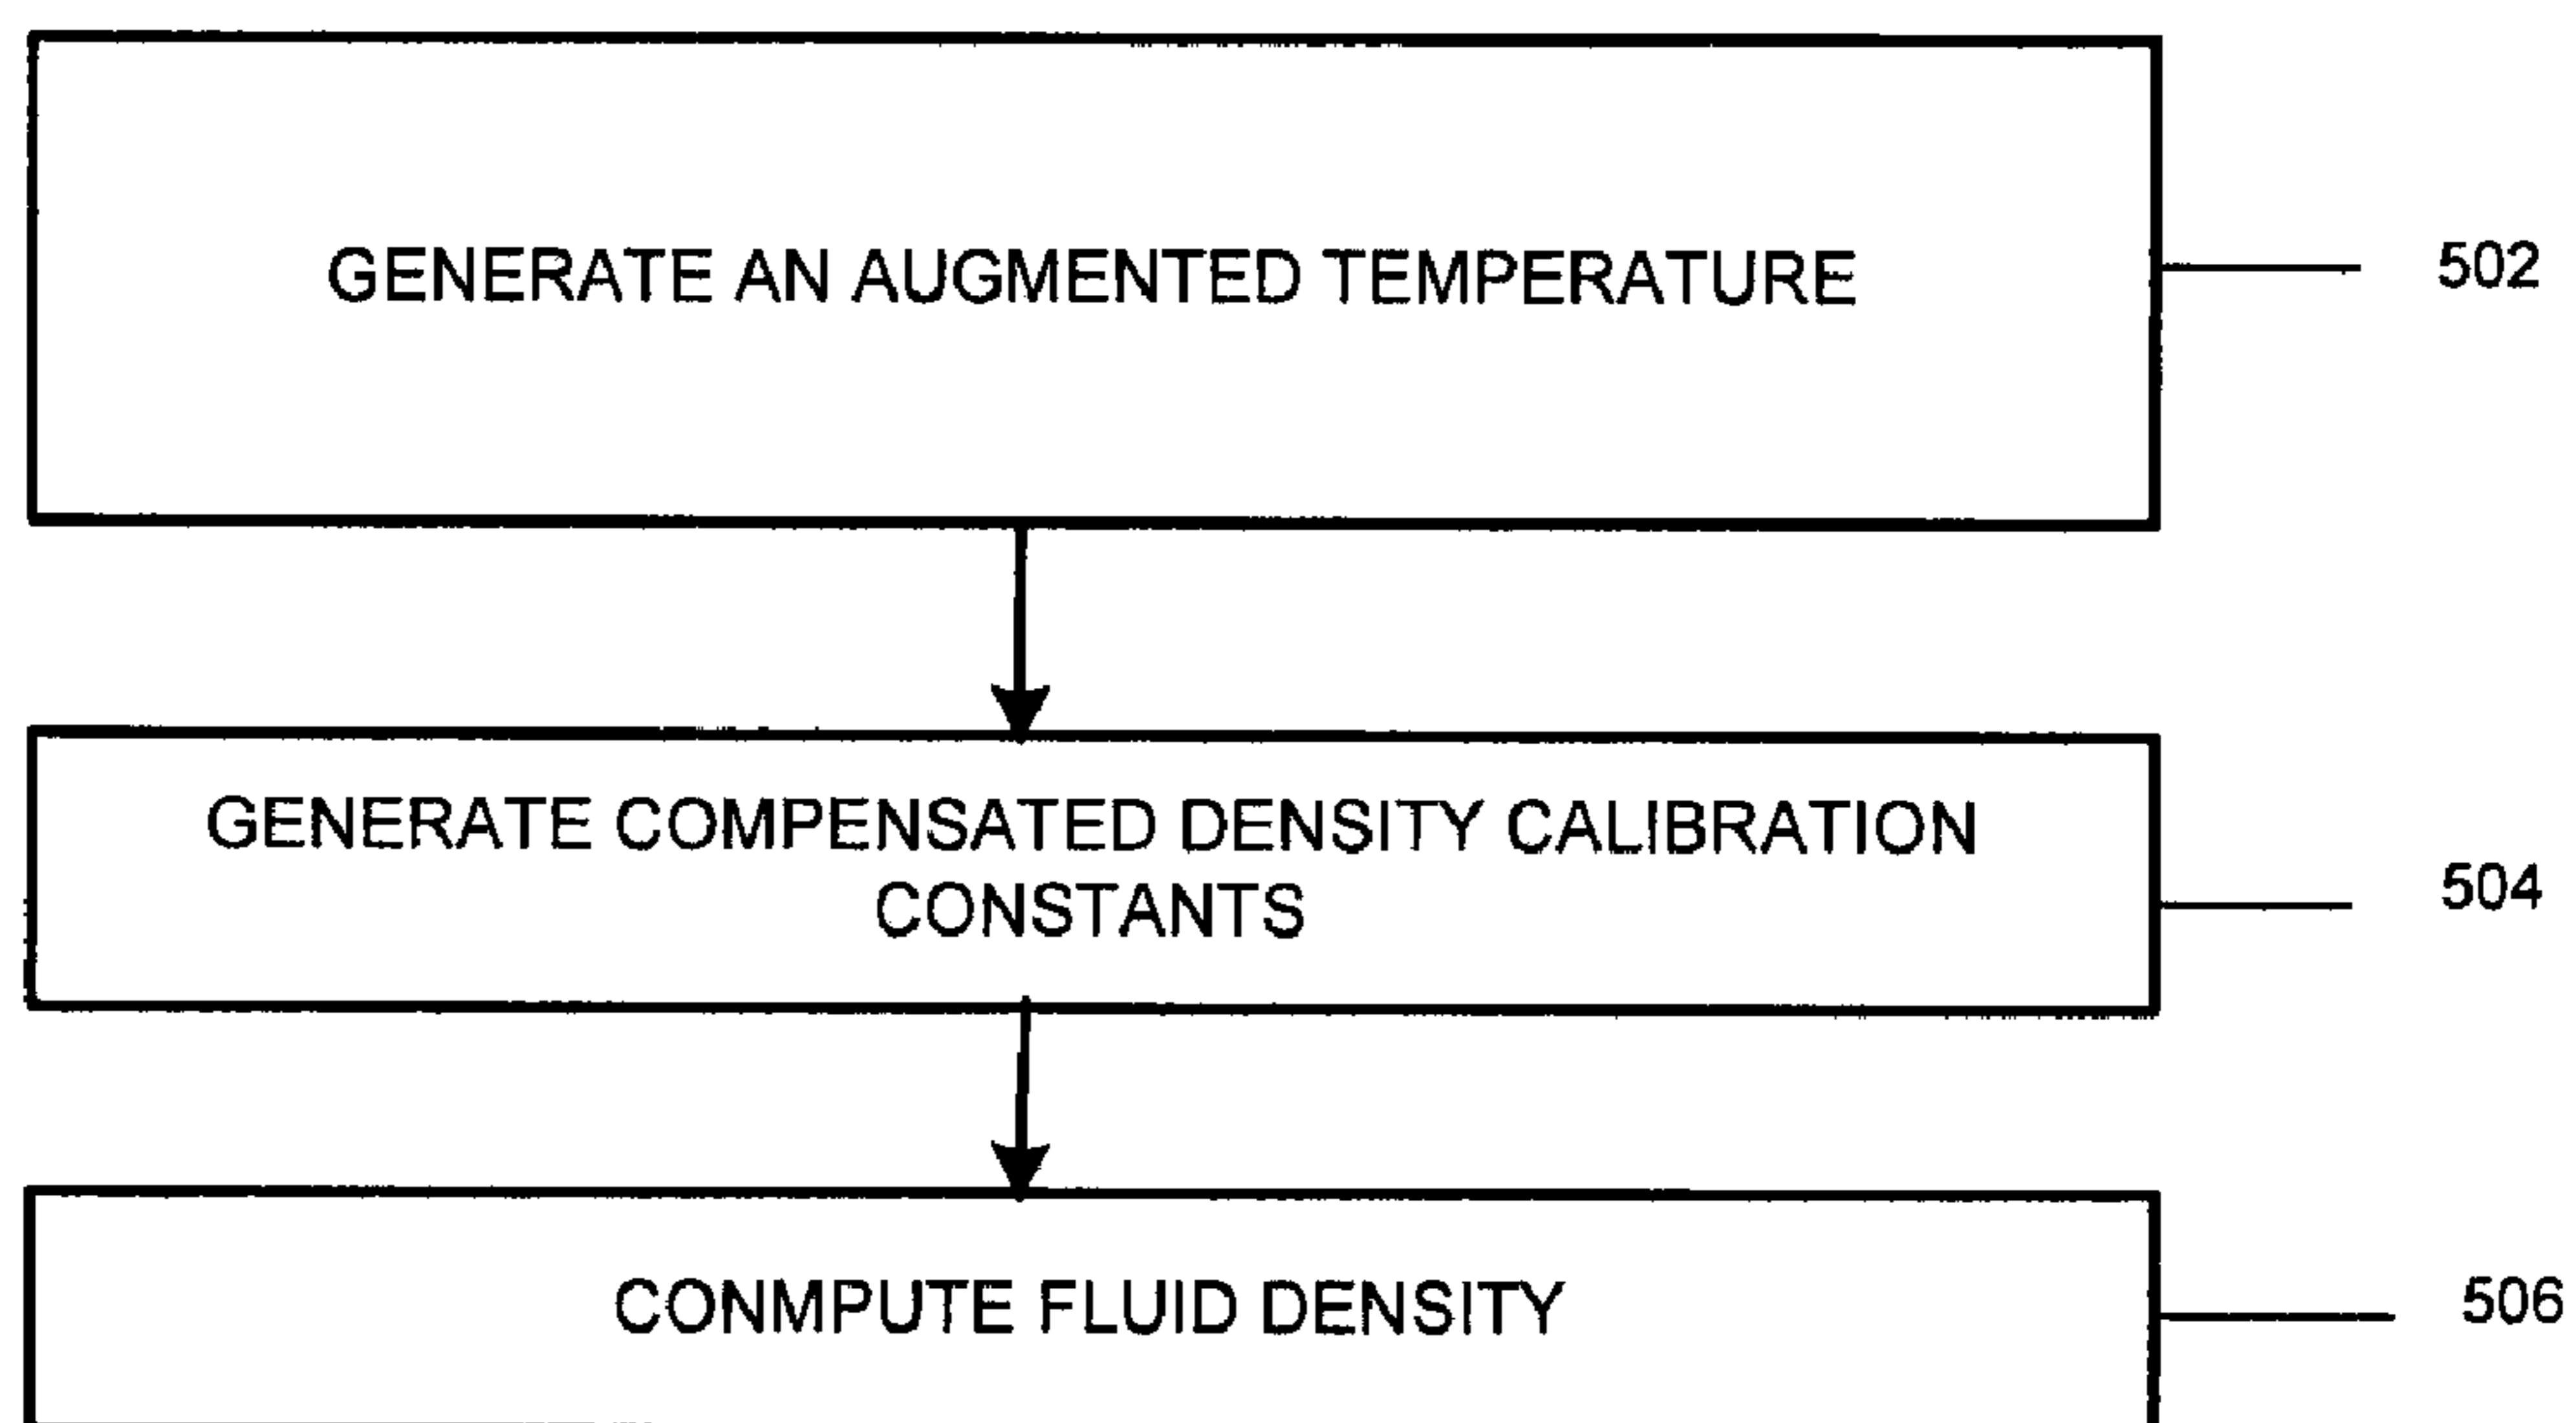 GENERATE AN AUGMENTED TEMPERATURE
502
GENERATE COMPENSATED DENSITY CALIBRATION
CONSTANTS
504
CONMPUTE FLUID DENSITY
506